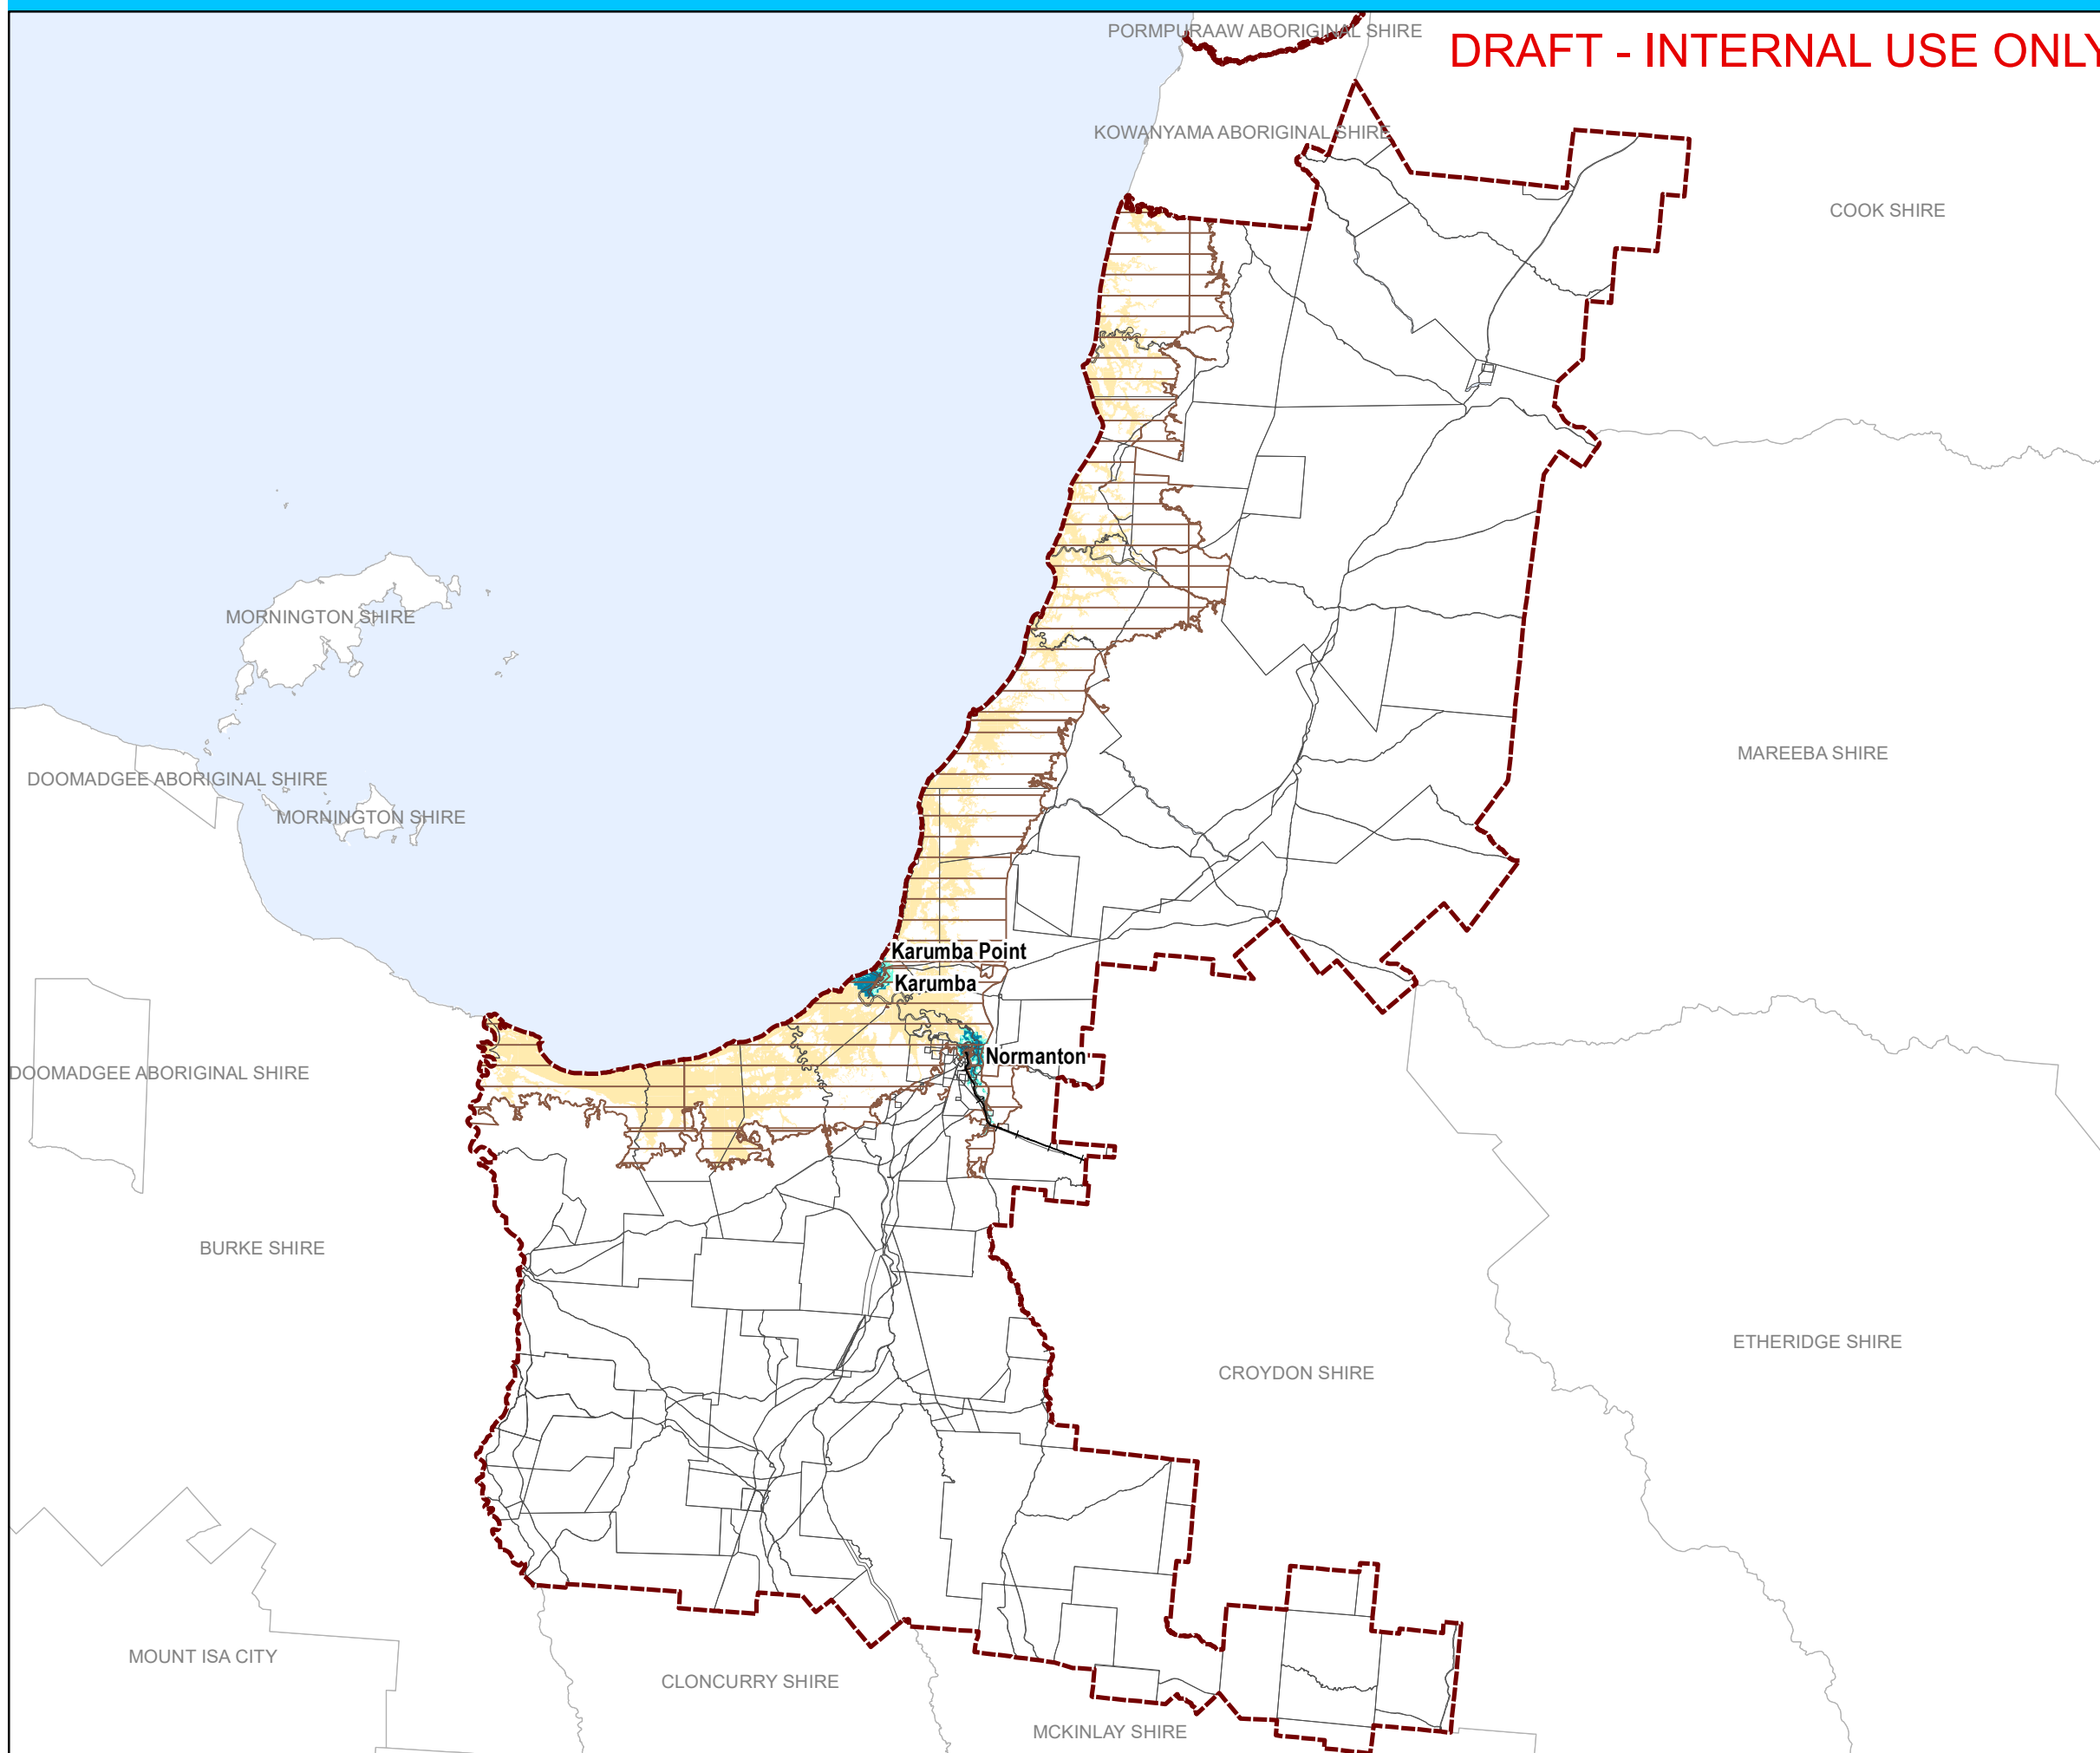 PORMPURAAW ABORIGINAL SHIRE
DRAFT - INTERNAL USE ONLY
KOWANYAMA ABORIGINAL SHIRE
COOK SHIRE
MORNINGTON SHIRE
MAREEBA SHIRE
DOOMADGEE ABORIGINAL SHIRE
MORNINGTON SHIRE
Karumba Point
Karumba
Normanton
DOOMADGEE ABORIGINAL SHIRE
BURKE SHIRE
ETHERIDGE SHIRE
CROYDON SHIRE
MOUNT ISA CITY
CLONCURRY SHIRE
MCKINLAY SHIRE